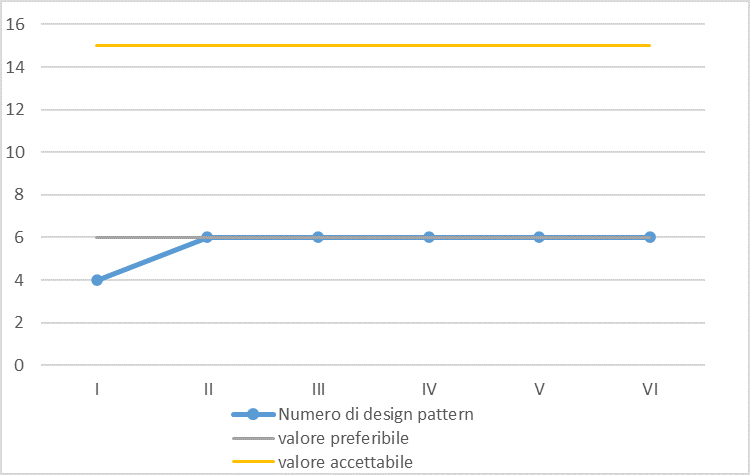 16
14
12
10
8
6
4
2
0
I II III IV V VI
Numero di design pattern
valore preferibile
valore accettabile